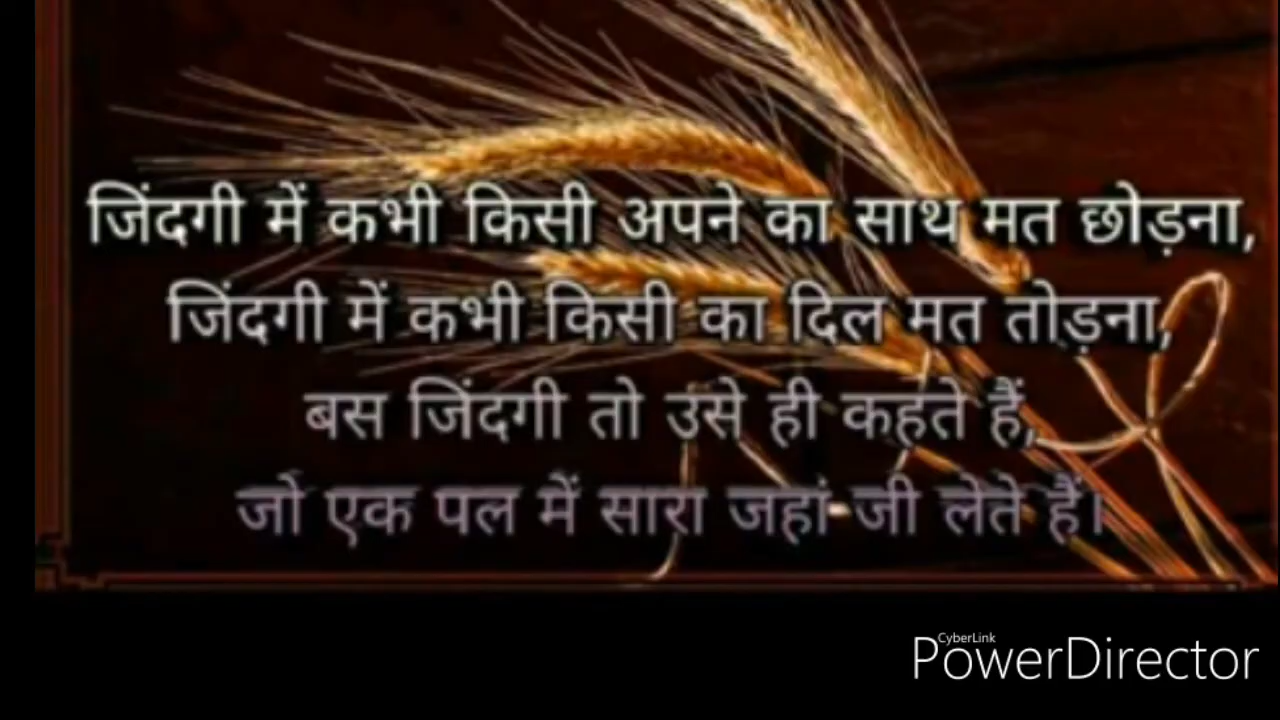 जिंदगी में कभी किसी अपने का साथ मत छोड़ना,
जिंदगी में कभी किसी का दिल मत तोड़ना,
बस जिंदगी तो उसे ही कहते हैं,
जो एक पल में सारा जहां जी लेते हैं।
CyberLink
PowerDirector